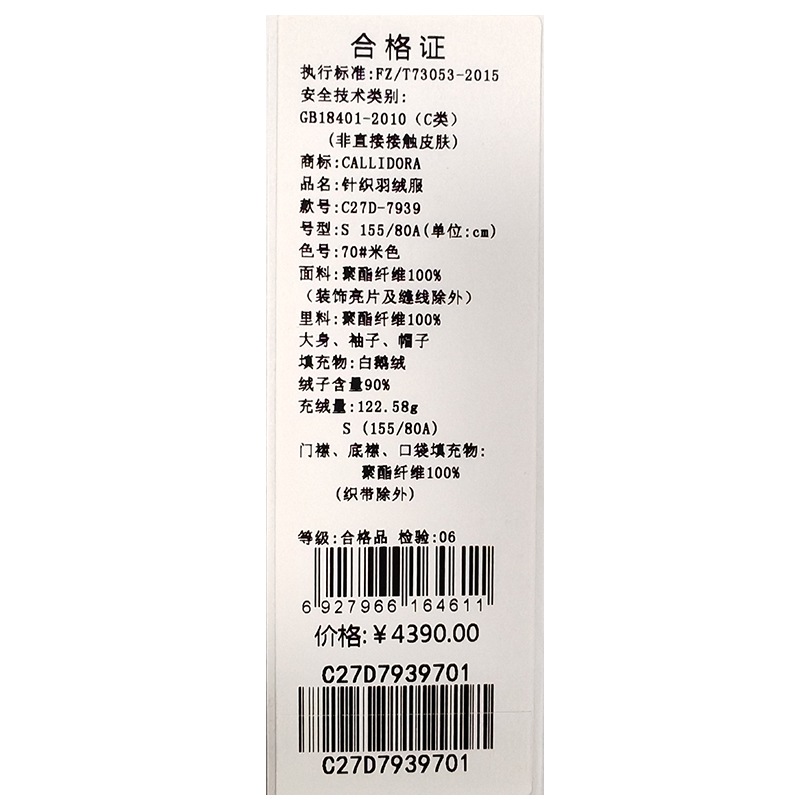 合格证
执行标准:FZ/T73053-2015
安全技术类别:
GB18401-2010（C类）
(非直接接触皮肤)
商标:CALLIDORA
品名:针织羽绒服
款号:C27D-7939
号型:S 155/80A(单位:cm)
色号:70#米色
面料:聚酯纤维100%
（装饰亮片及缝线除外）
里料:聚酯纤维100%
大身、袖子、帽子
填充物:白鹅绒
绒子含量90%
充绒量:122.58g
S (155/80A)
门襟、底襟、口袋填充物:
聚酯纤维100%
(织带除外)
等级:合格品 检验:06
6 927966 164611
价格:￥4390.00
C27D7939701
C27D7939701